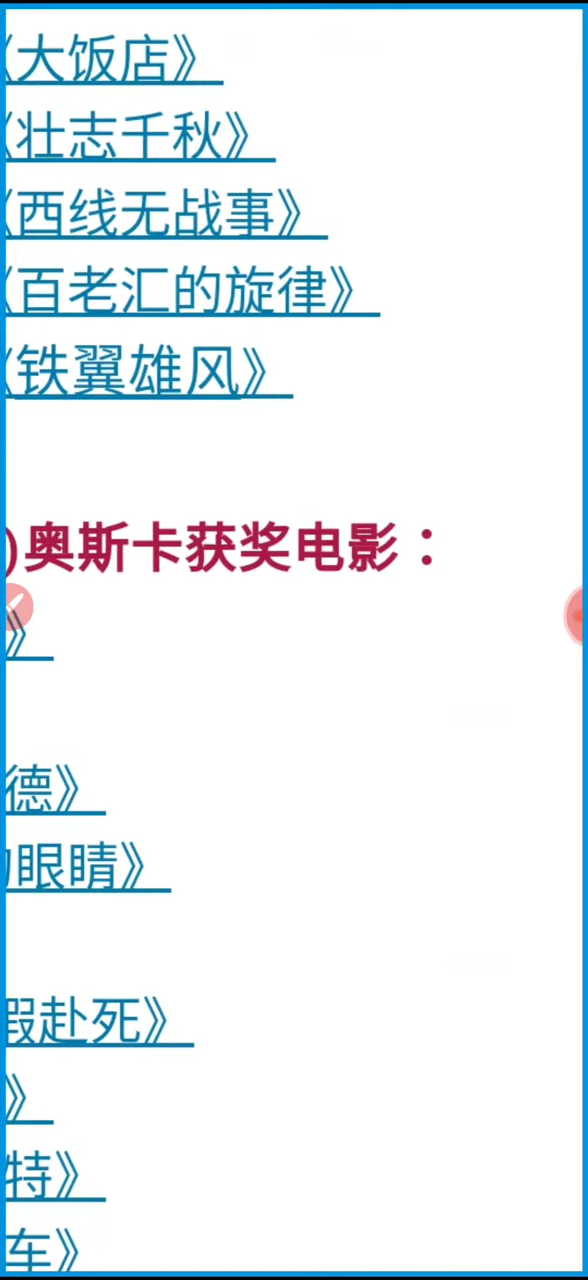 《大饭店》
《壮志千秋》
《西线无战事》
《百老汇的旋律》
《铁翼雄风》
)奥斯卡获奖电影：
》
德》
眼睛》
假赴死》
》
特》
车》